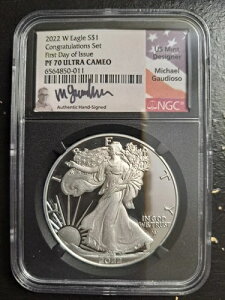 2022 W Eagle S$1
Congratulations Set
First Day of Issue
PF 70 ULTRA CAMEO
6564850-011
Authentic Hand-Signed
US Mint
Designer
Michael
Gaudioso
NGC
LIBERTY
IN GOD
WE TRUST
2022